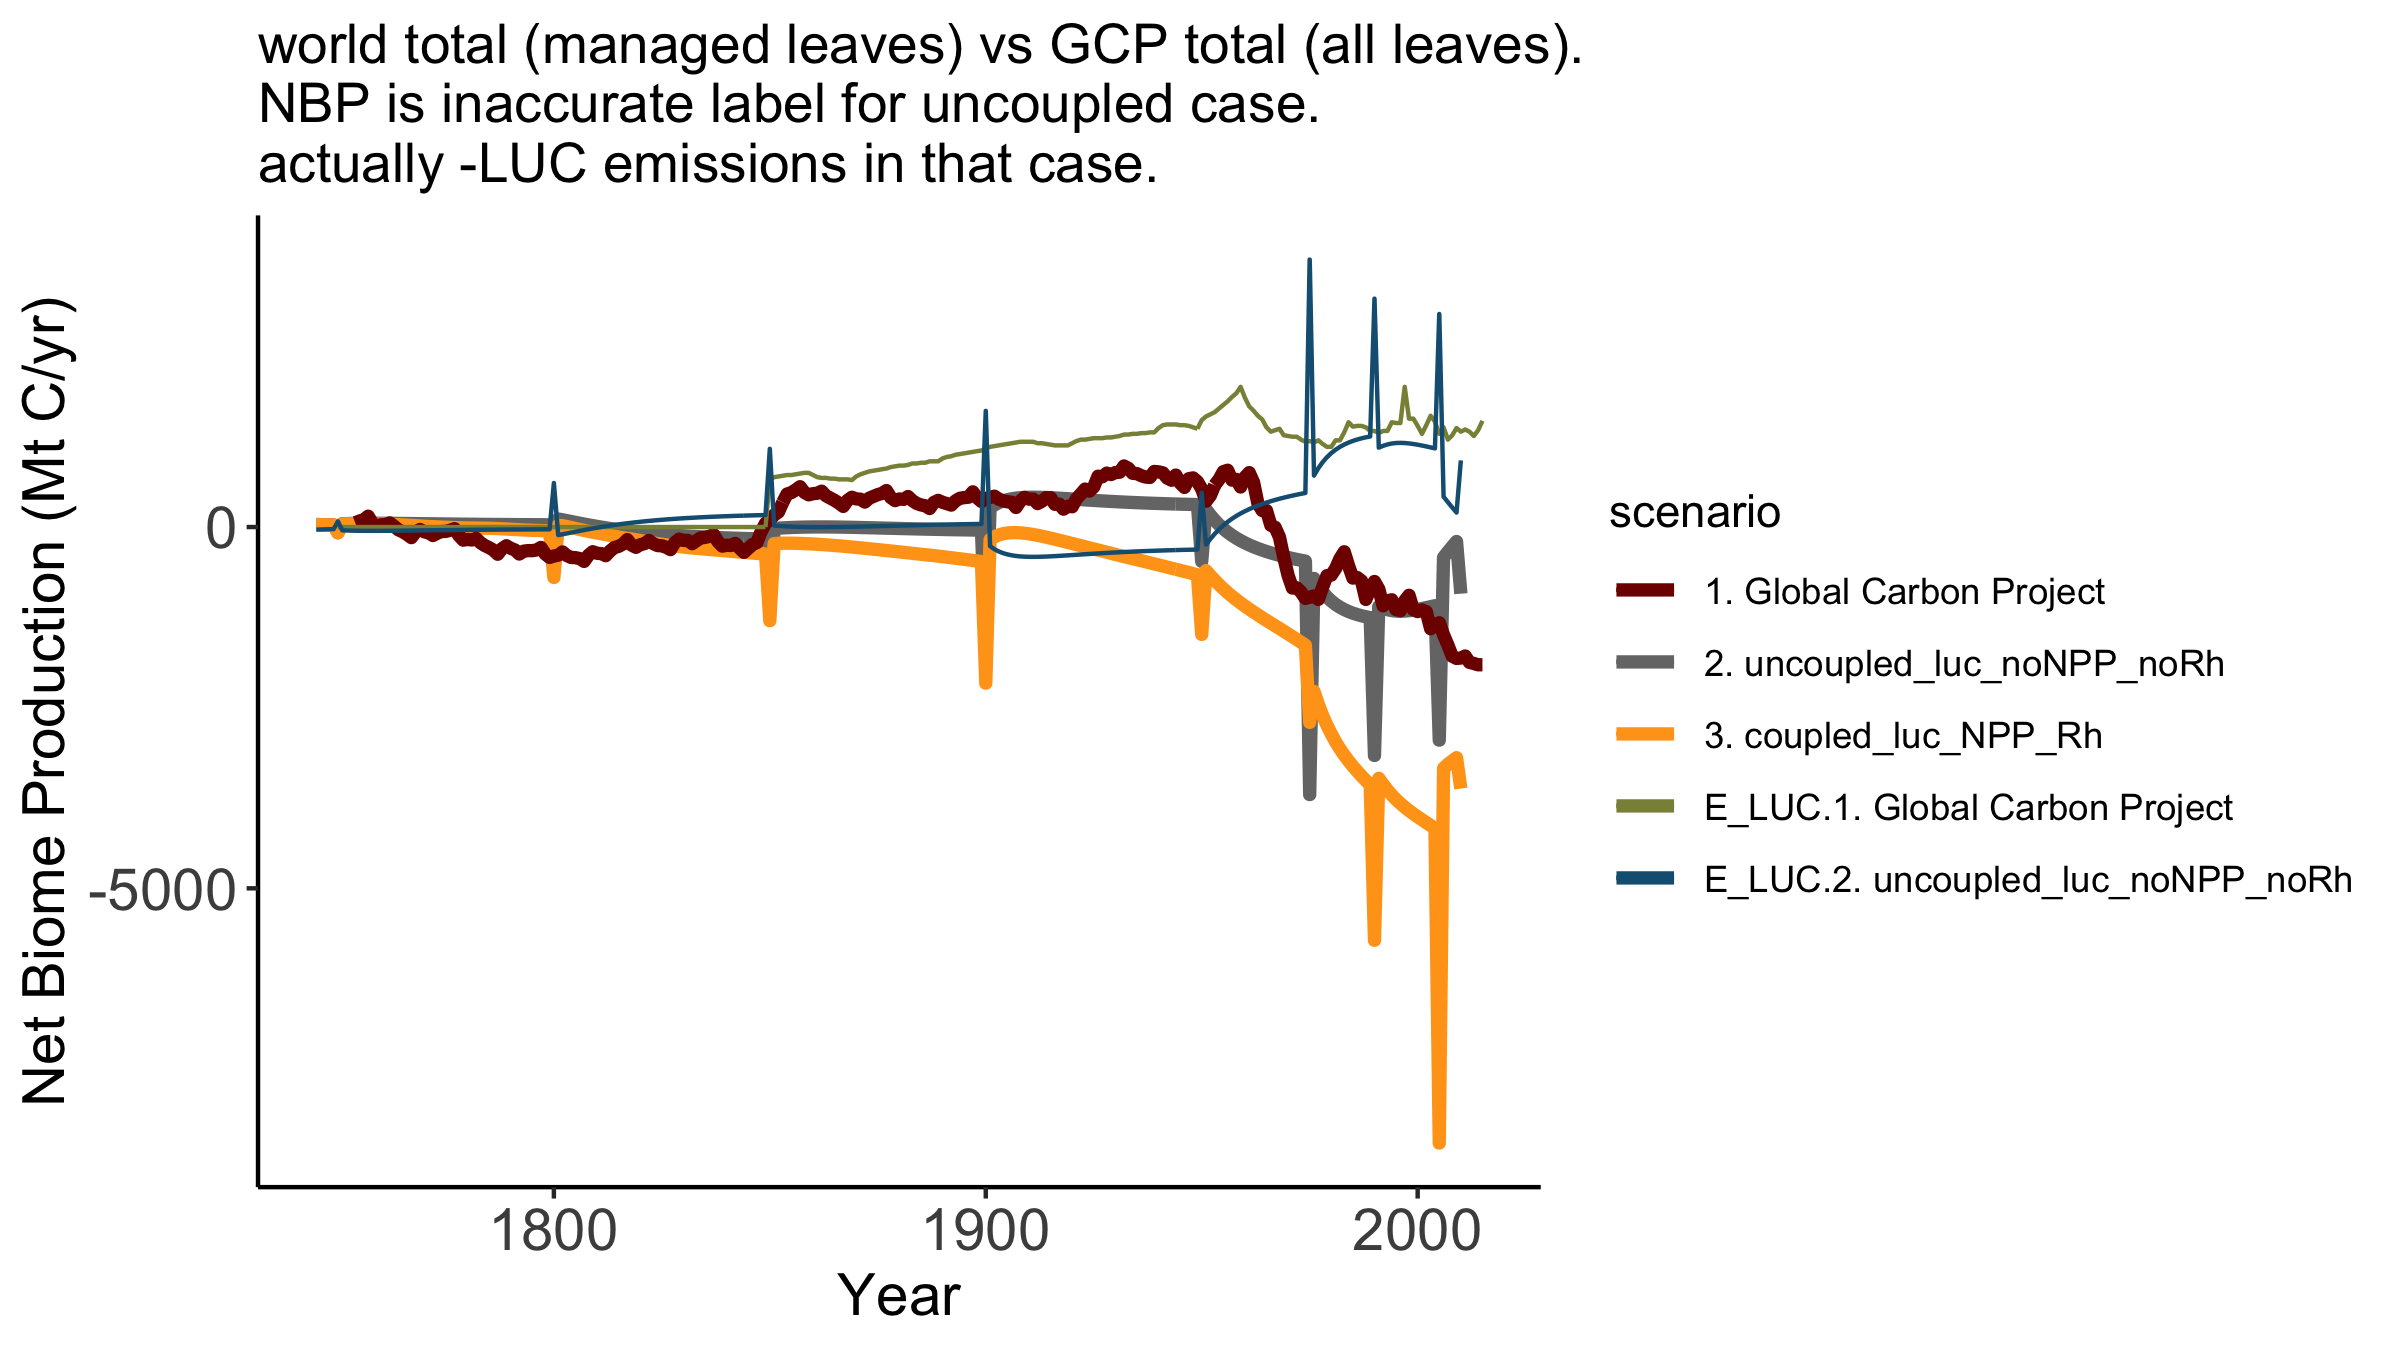 world total (managed leaves) vs GCP total (all leaves).
NBP is inaccurate label for uncoupled case.
actually -LUC emissions in that case.
Net Biome Production (Mt C/yr)
0
-5000
1800
1900
2000
Year
scenario
1. Global Carbon Project
2. uncoupled_luc_noNPP_noRh
3. coupled_luc_NPP_Rh
E_LUC.1. Global Carbon Project
E_LUC.2. uncoupled_luc_noNPP_noRh